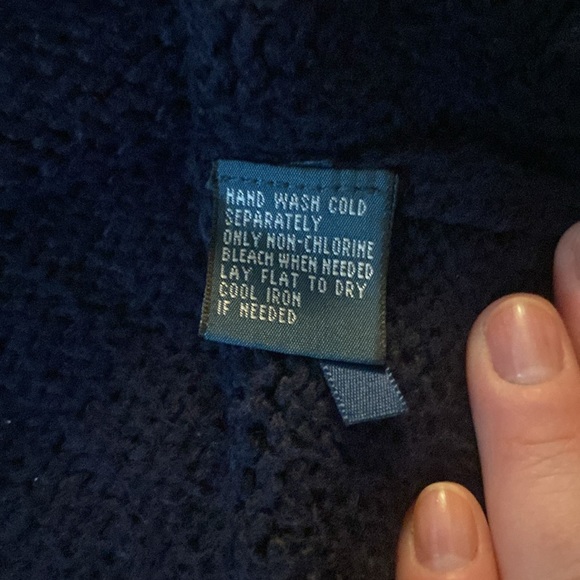 HAND WASH COLD
SEPARATELY
ONLY NON-CHLORINE
BLEACH WHEN NEEDED
LAY FLAT TO DRY
COOL IRON
IF NEEDED